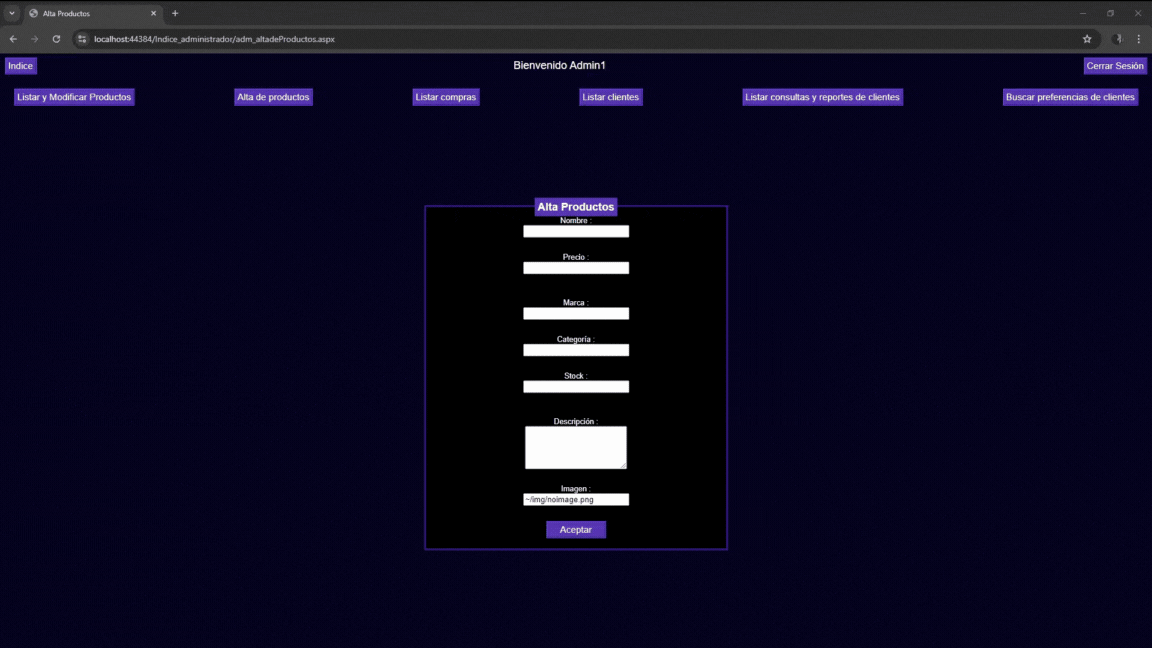 Alta Productos
localhost:44384/Indice_administrador/adm_altadeProductos.aspx
Indice
Bienvenido Admin1
Cerrar Sesión
Listar y Modificar Productos
Alta de productos
Listar compras
Listar clientes
Listar consultas y reportes de clientes
Buscar preferencias de clientes
Alta Productos
Nombre :
Precio :
Marca :
Categoría :
Stock :
Descripción :
Imagen :
~/img/noimage.png
Aceptar